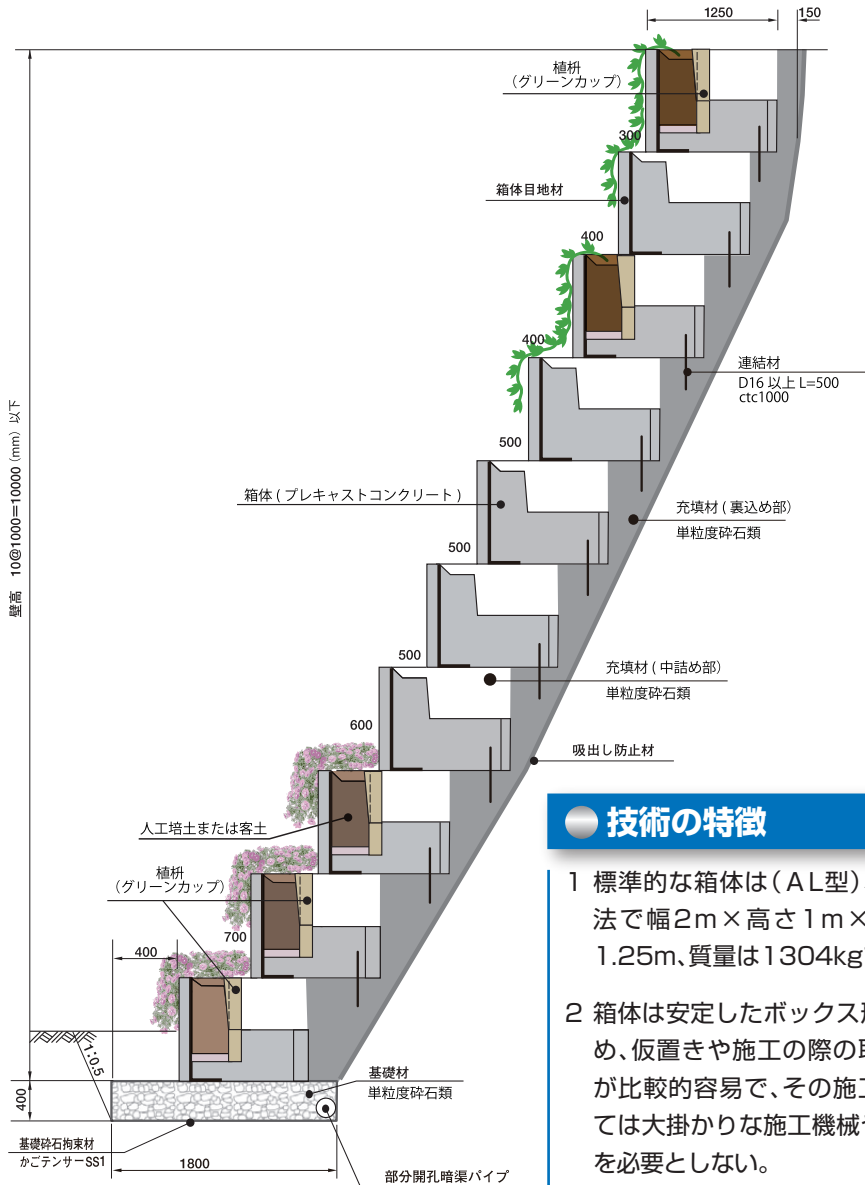 1250
150
植枡
（グリーンカップ）
300
箱体目地材
400
400
連結材
D16 以上 L=500
ctc1000
500
箱体 ( プレキャストコンクリート )
充填材 ( 裏込め部）
単粒度砕石類
500
500
充填材 ( 中詰め部）
単粒度砕石類
600
吸出し防止材
壁高 10@1000=10000 (mm) 以下
人工培土または客土
植枡
（グリーンカップ）
700
400
1:0.5
400
基礎材
単粒度砕石類
基礎砕石拘束材
かごテンサーSS1
1800
部分開孔暗渠パイプ
技術の特徴
1 標準的な箱体は（AL型）
法で幅2m×高さ1m×
1.25m、質量は1304kg
2 箱体は安定したボックス
め、仮置きや施工の際の
が比較的容易で、その施
ては大掛かりな施工機械
を必要としない。